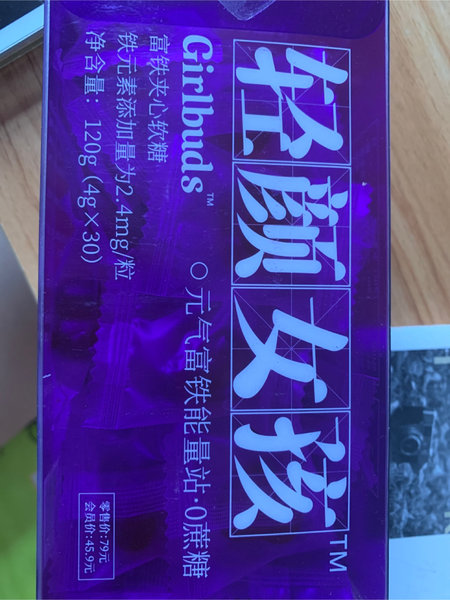 轻颜女孩™
Girlbuds™
○元气富铁能量站·0蔗糖
富铁夹心软糖
铁元素添加量为2.4mg/粒
净含量：120g（4g×30）
零售价:79元
会员价:45.9元